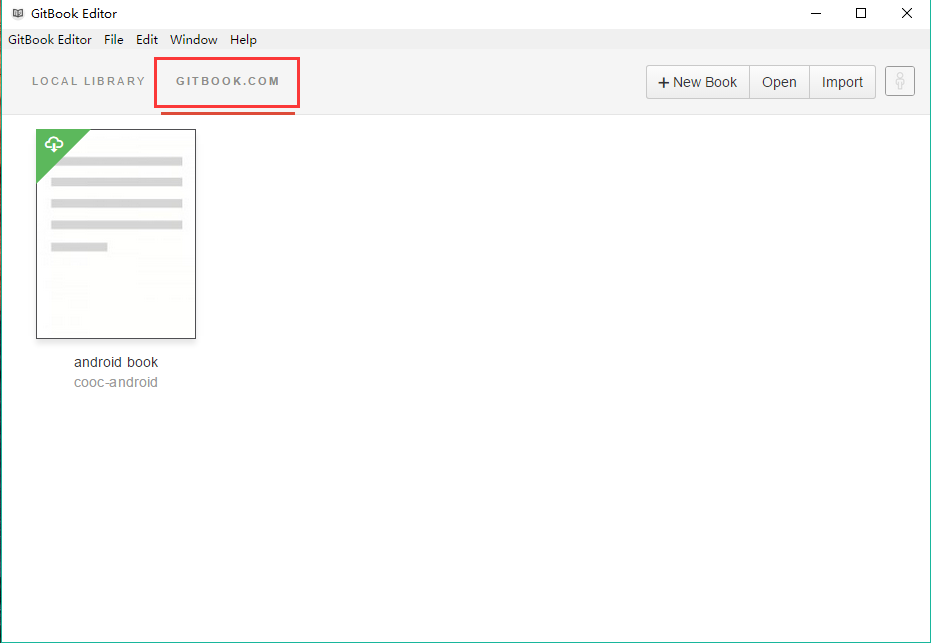 GitBook Editor
GitBook Editor File Edit Window Help
LOCAL LIBRARY GITBOOK.COM + New Book Open Import
android book
cooc-android